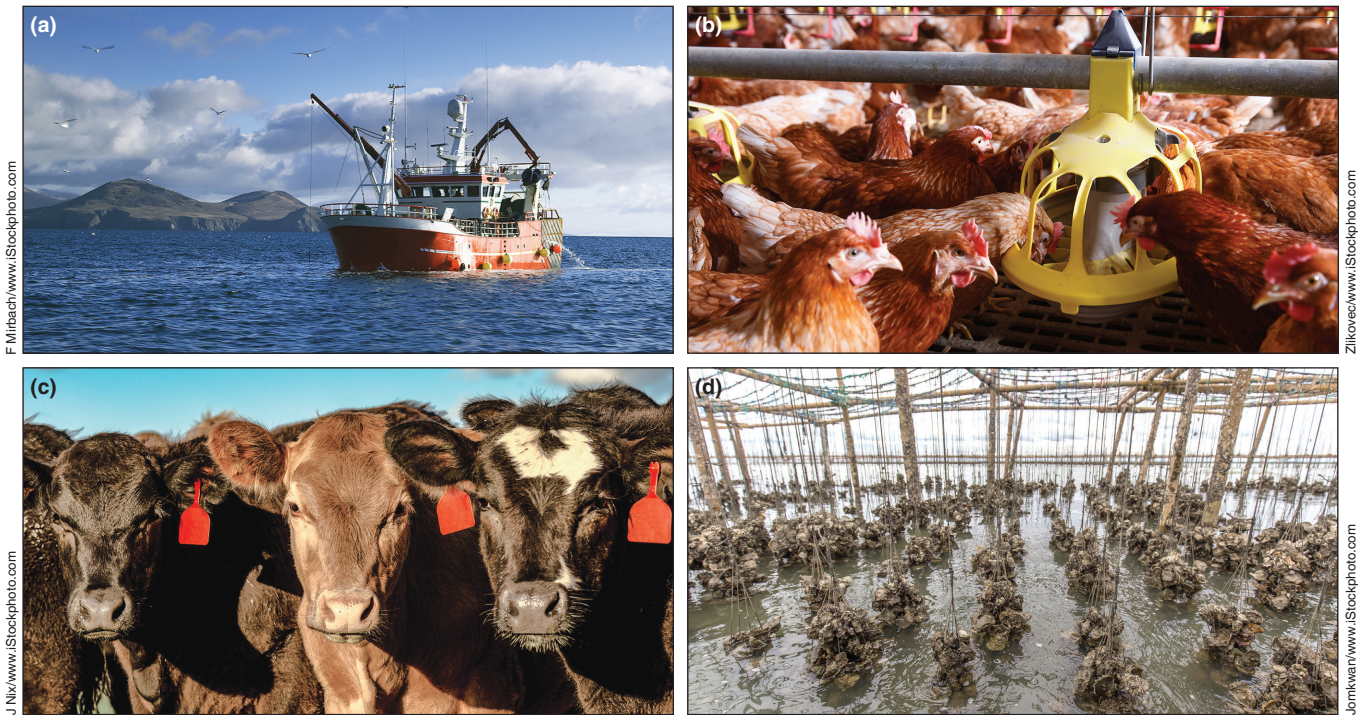 (a)
F Mirbach/www.iStockphoto.com
(b)
Zlikovec/www.iStockphoto.com
(c)
J Nix/www.iStockphoto.com
(d)
Jomkwan/www.iStockphoto.com